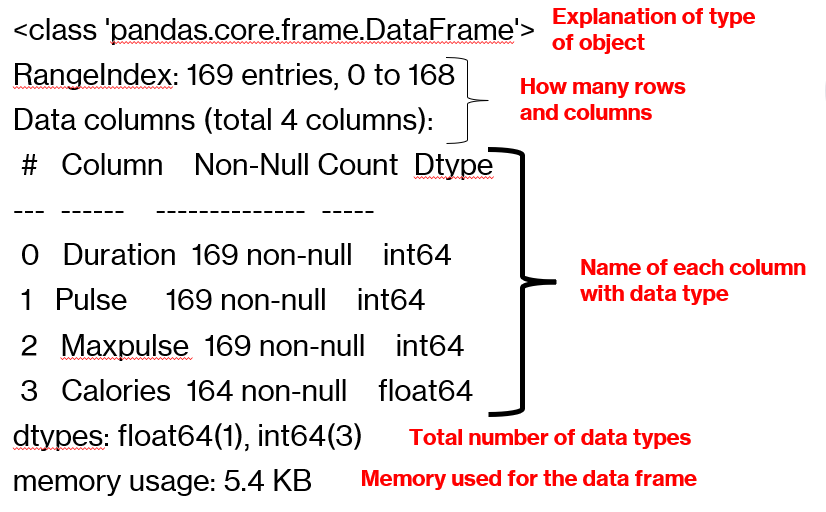 <class 'pandas.core.frame.DataFrame'> Explanation of type
of object
RangeIndex: 169 entries, 0 to 168
How many rows
and columns
Data columns (total 4 columns):
# Column Non-Null Count Dtype
--- ------ -------------- -----
0 Duration 169 non-null int64
Name of each column
with data type
1 Pulse 169 non-null int64
2 Maxpulse 169 non-null int64
3 Calories 164 non-null float64
dtypes: float64(1), int64(3) Total number of data types
memory usage: 5.4 KB Memory used for the data frame